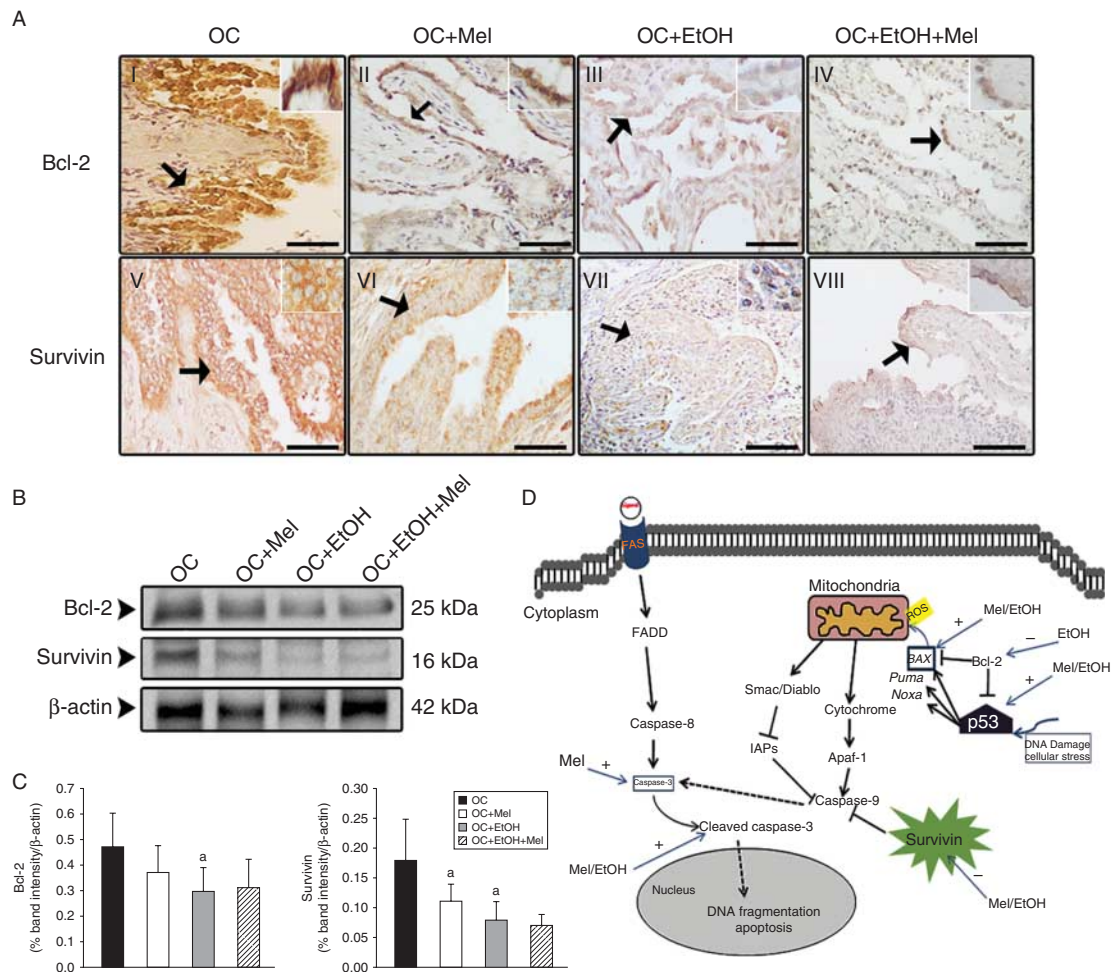 A
OC
OC+Mel
OC+EtOH
OC+EtOH+Mel
Bcl-2
I
II
III
IV
Survivin
V
VI
VII
VIII
B
OC
OC+Mel
OC+EtOH
OC+EtOH+Mel
Bcl-2
25 kDa
Survivin
16 kDa
β-actin
42 kDa
C
Bcl-2
(% band intensity/β-actin)
0.7
0.6
0.5
0.4
0.3
0.2
0.1
0.0
a
Survivin
(% band intensity/β-actin)
0.30
0.25
0.20
0.15
0.10
0.05
0.00
a
a
OC
OC+Mel
OC+EtOH
OC+EtOH+Mel
D
FAS
Cytoplasm
Mitochondria
ROS
Mel/EtOH
+
FADD
BAX
Bcl-2
–
EtOH
Puma
Noxa
+
Mel/EtOH
Smac/Diablo
Cytochrome
p53
DNA Damage
cellular stress
Caspase-8
IAPs
Apaf-1
Mel
+
Caspase-3
Caspase-9
Cleaved caspase-3
Survivin
+
Mel/EtOH
–
Mel/EtOH
Nucleus
DNA fragmentation
apoptosis